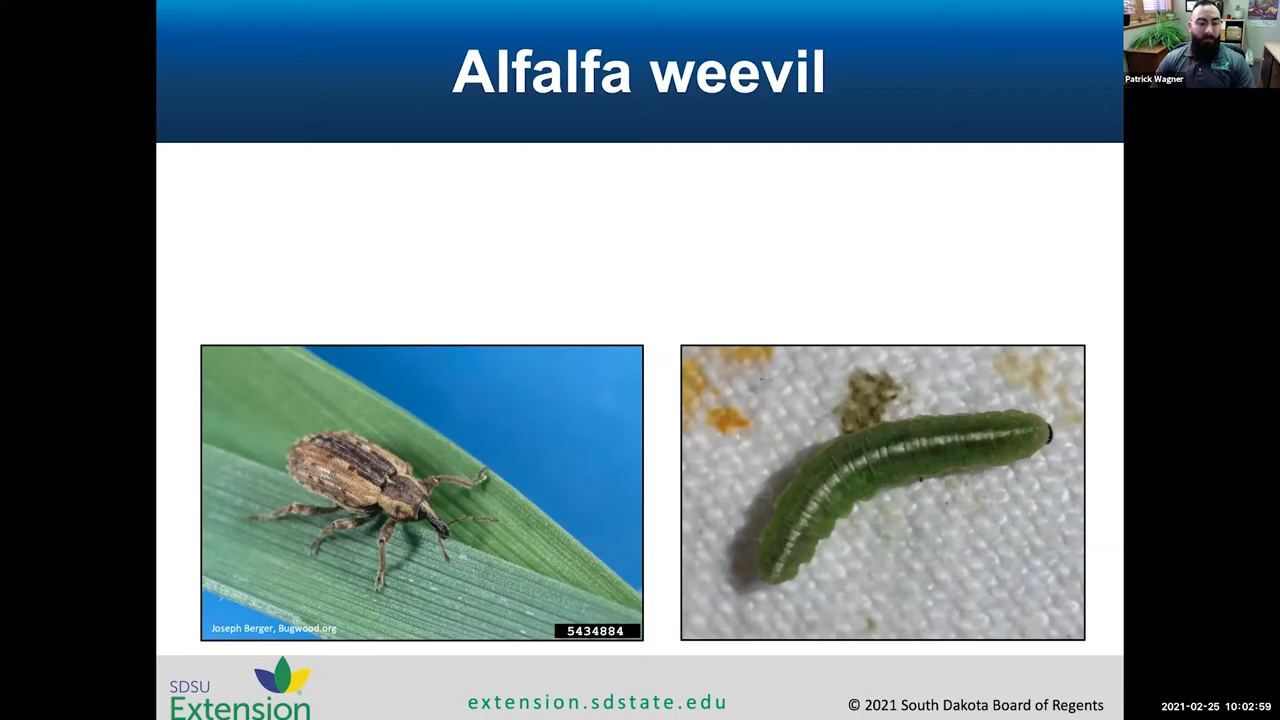 Alfalfa weevil
Patrick Wagner
Joseph Berger, Bugwood.org
5434884
SDSU
Extension
extension.sdstate.edu
© 2021 South Dakota Board of Regents
2021-02-25 10:02:59